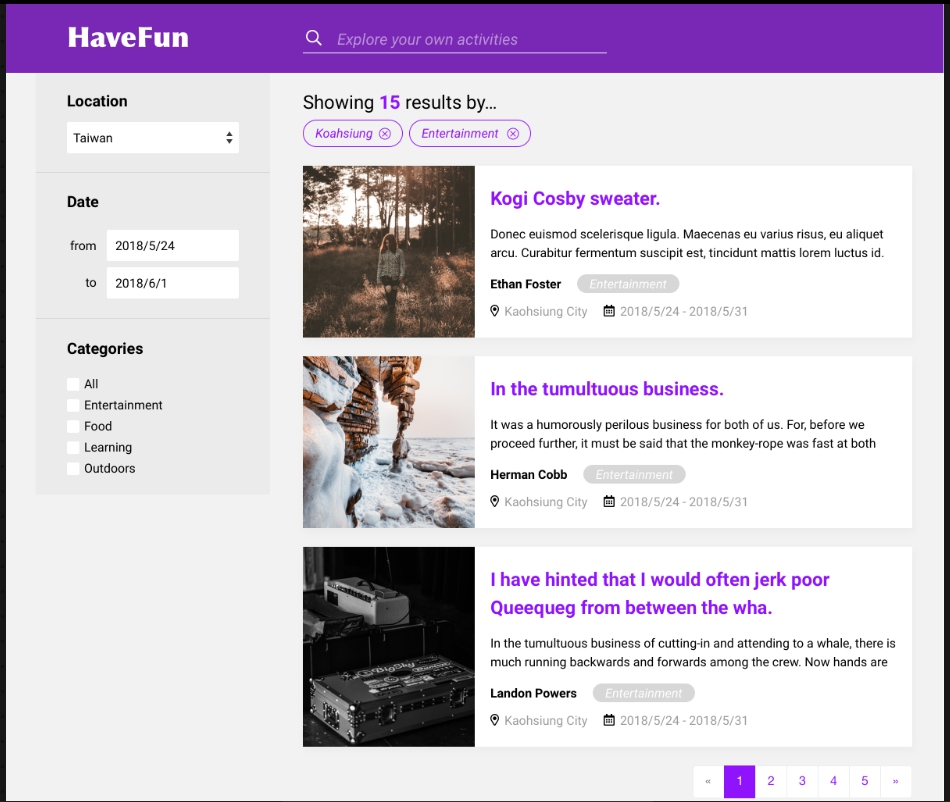 HaveFun
Explore your own activities
Location
Taiwan
Date
from 2018/5/24
to 2018/6/1
Categories
All
Entertainment
Food
Learning
Outdoors
Showing 15 results by...
Koahsiung Entertainment
Kogi Cosby sweater.
Donec euismod scelerisque ligula. Maecenas eu varius risus, eu aliquet
arcu. Curabitur fermentum suscipit est, tincidunt mattis lorem luctus id.
Ethan Foster Entertainment
Kaohsiung City 2018/5/24 - 2018/5/31
In the tumultuous business.
It was a humorously perilous business for both of us. For, before we
proceed further, it must be said that the monkey-rope was fast at both
Herman Cobb Entertainment
Kaohsiung City 2018/5/24 - 2018/5/31
I have hinted that I would often jerk poor
Queequeg from between the wha.
In the tumultuous business of cutting-in and attending to a whale, there is
much running backwards and forwards among the crew. Now hands are
Landon Powers Entertainment
Kaohsiung City 2018/5/24 - 2018/5/31
« 1 2 3 4 5 »